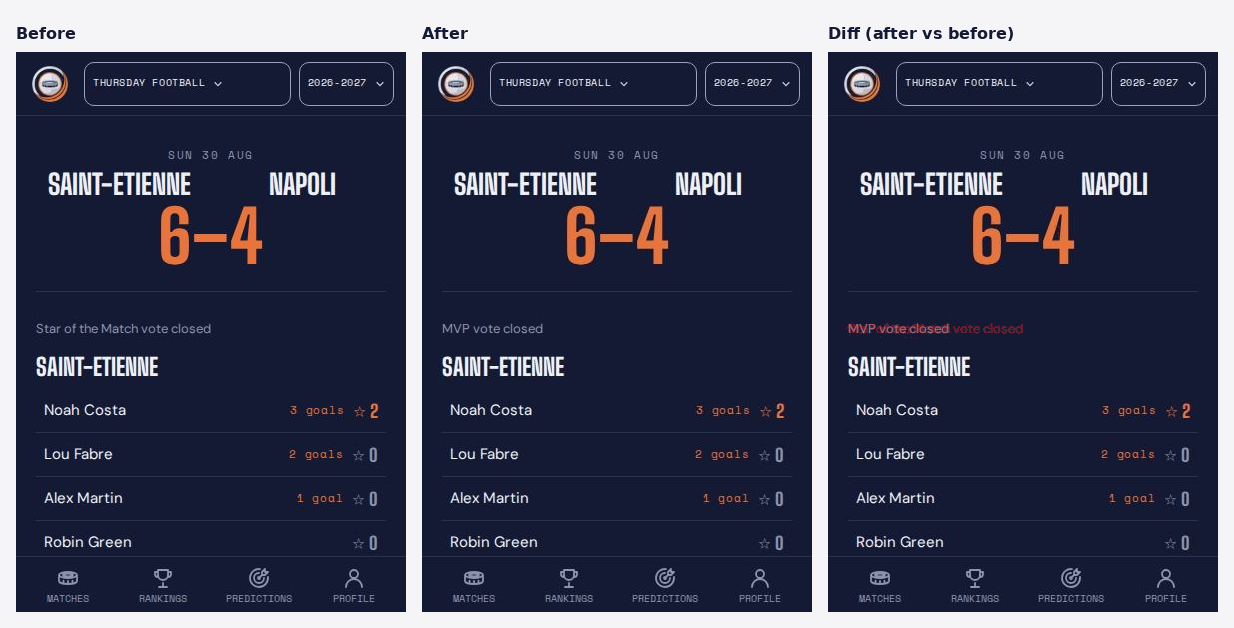 Before
THURSDAY FOOTBALL
2026-2027
SUN 30 AUG
SAINT-ETIENNE NAPOLI
6–4
Star of the Match vote closed
SAINT-ETIENNE
Noah Costa 3 goals ☆ 2
Lou Fabre 2 goals ☆ 0
Alex Martin 1 goal ☆ 0
Robin Green ☆ 0
MATCHES RANKINGS PREDICTIONS PROFILE
After
THURSDAY FOOTBALL
2026-2027
SUN 30 AUG
SAINT-ETIENNE NAPOLI
6–4
MVP vote closed
SAINT-ETIENNE
Noah Costa 3 goals ☆ 2
Lou Fabre 2 goals ☆ 0
Alex Martin 1 goal ☆ 0
Robin Green ☆ 0
MATCHES RANKINGS PREDICTIONS PROFILE
Diff (after vs before)
THURSDAY FOOTBALL
2026-2027
SUN 30 AUG
SAINT-ETIENNE NAPOLI
6–4
MVP vote closed vote closed
SAINT-ETIENNE
Noah Costa 3 goals ☆ 2
Lou Fabre 2 goals ☆ 0
Alex Martin 1 goal ☆ 0
Robin Green ☆ 0
MATCHES RANKINGS PREDICTIONS PROFILE